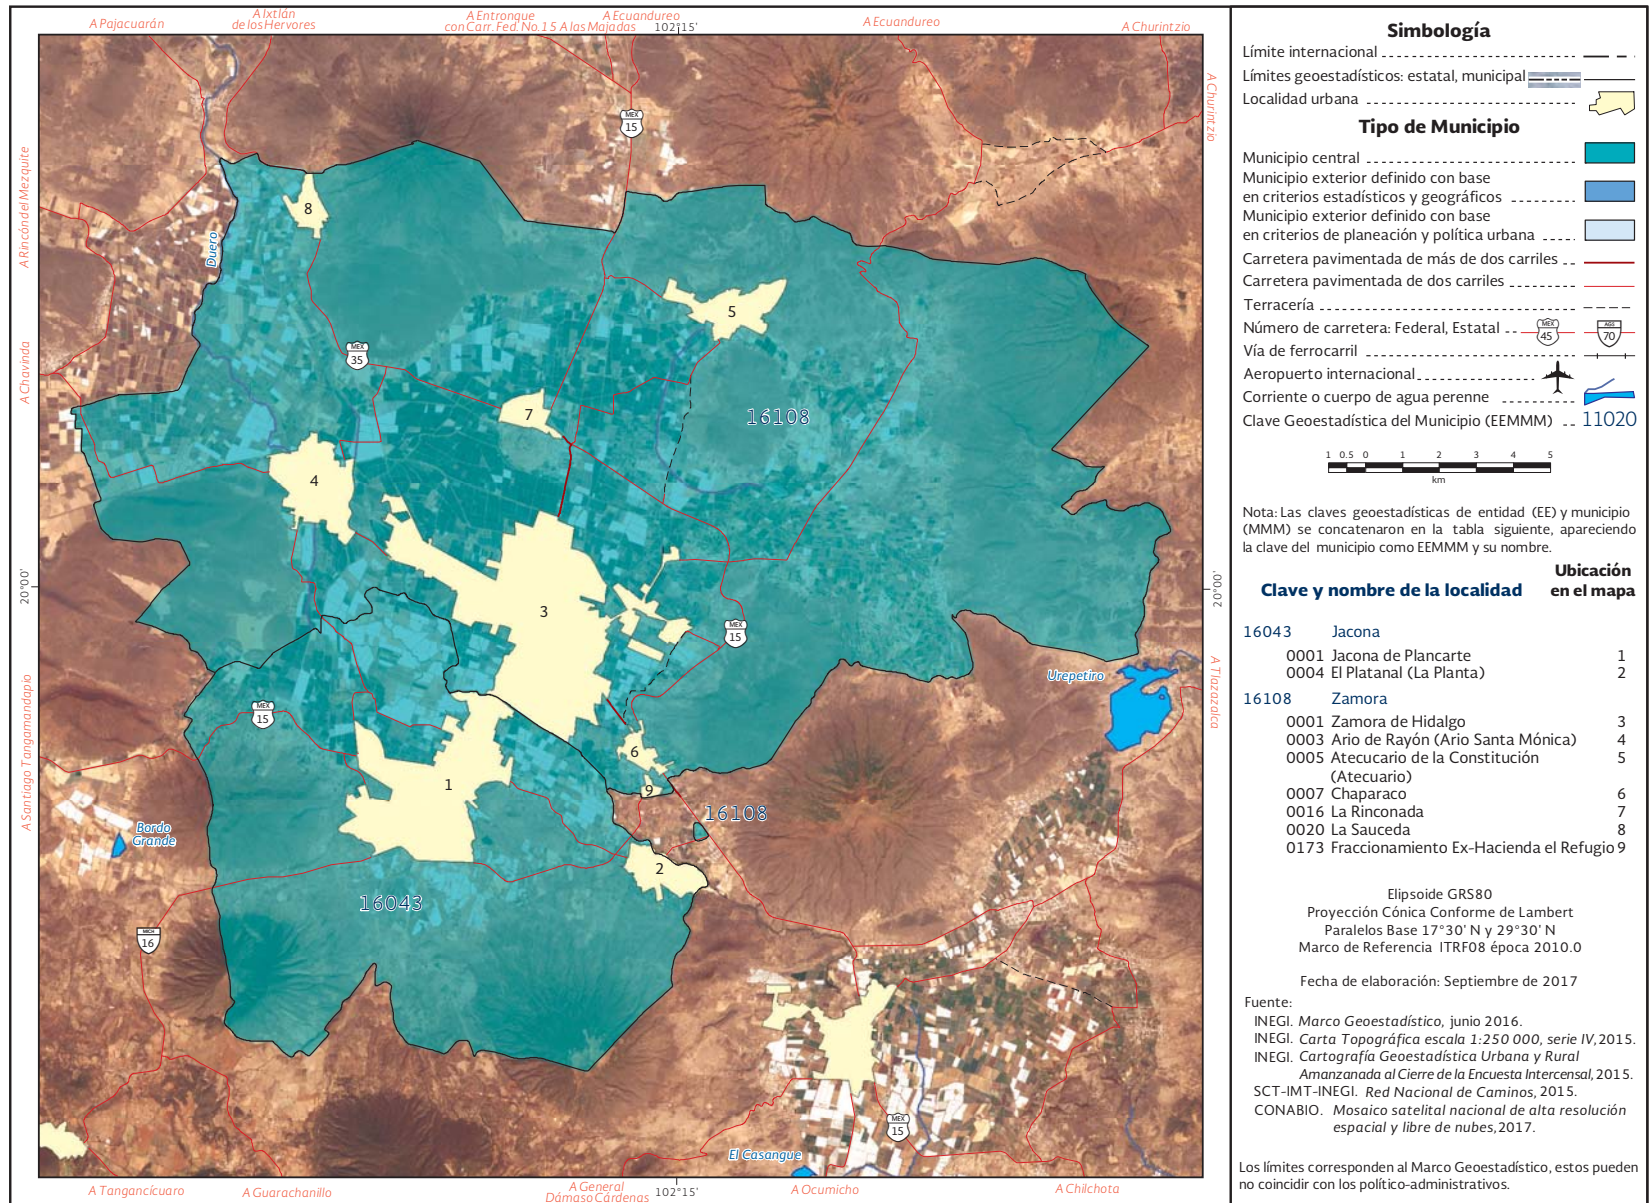 A Pajacuarán
A Ixtlán
de los Hervores
A Entronque
con Carr. Fed. No. 15
A Ecuandureo
A las Majadas
102°15'
A Ecuandureo
A Churintzio
A Rincón del Mezquite
A Chavinda
20°00'
A Santiago Tangamandapio
A Churintzio
20°00'
A Tlazazalca
Duero
MEX
15
8
5
MEX
35
7
16108
4
3
MEX
15
Urepetiro
MEX
15
6
1
9
16108
Bordo
Grande
2
16043
MICH
16
MEX
15
El Casangue
A Tangancícuaro
A Guarachanillo
A General
Dámaso Cárdenas
102°15'
A Ocumicho
A Chilchota
Simbología
Límite internacional
Límites geoestadísticos: estatal, municipal
Localidad urbana
Tipo de Municipio
Municipio central
Municipio exterior definido con base
en criterios estadísticos y geográficos
Municipio exterior definido con base
en criterios de planeación y política urbana
Carretera pavimentada de más de dos carriles
Carretera pavimentada de dos carriles
Terracería
Número de carretera: Federal, Estatal MEX 45 AGS 70
Vía de ferrocarril
Aeropuerto internacional
Corriente o cuerpo de agua perenne
Clave Geoestadística del Municipio (EEMMM) 11020
1 0.5 0 1 2 3 4 5
km
Nota: Las claves geoestadísticas de entidad (EE) y municipio
(MMM) se concatenaron en la tabla siguiente, apareciendo
la clave del municipio como EEMMM y su nombre.
Clave y nombre de la localidad Ubicación
en el mapa
16043 Jacona
0001 Jacona de Plancarte 1
0004 El Platanal (La Planta) 2
16108 Zamora
0001 Zamora de Hidalgo 3
0003 Ario de Rayón (Ario Santa Mónica) 4
0005 Atecucario de la Constitución 5
(Atecuario)
0007 Chaparaco 6
0016 La Rinconada 7
0020 La Sauceda 8
0173 Fraccionamiento Ex-Hacienda el Refugio 9
Elipsoide GRS80
Proyección Cónica Conforme de Lambert
Paralelos Base 17°30' N y 29°30' N
Marco de Referencia ITRF08 época 2010.0
Fecha de elaboración: Septiembre de 2017
Fuente:
INEGI. Marco Geoestadístico, junio 2016.
INEGI. Carta Topográfica escala 1:250 000, serie IV, 2015.
INEGI. Cartografía Geoestadística Urbana y Rural
Amanzanada al Cierre de la Encuesta Intercensal, 2015.
SCT-IMT-INEGI. Red Nacional de Caminos, 2015.
CONABIO. Mosaico satelital nacional de alta resolución
espacial y libre de nubes, 2017.
Los límites corresponden al Marco Geoestadístico, estos pueden
no coincidir con los político-administrativos.